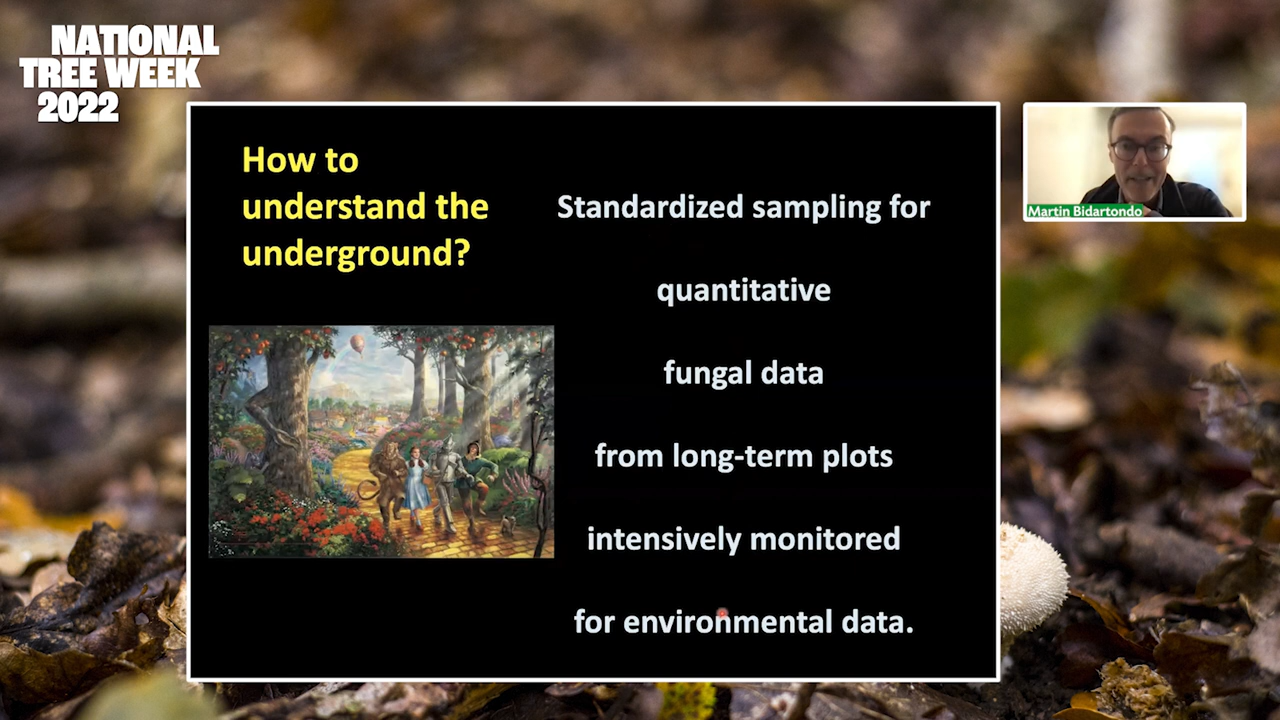 NATIONAL
TREE WEEK
2022
How to
understand the
underground?
Standardized sampling for
quantitative
fungal data
from long-term plots
intensively monitored
for environmental data.
Martin Bidartondo